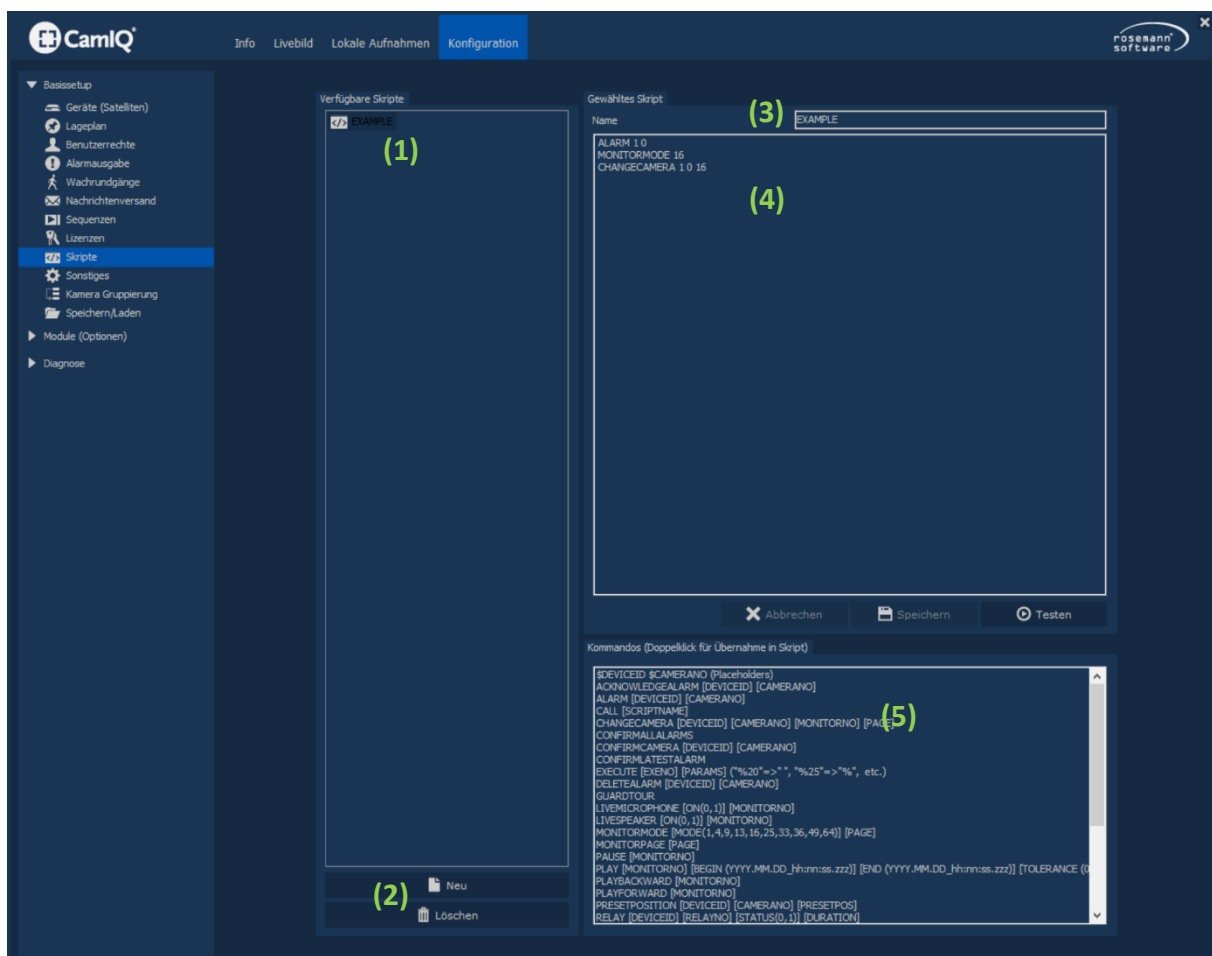 CamIQ
Info Livebild Lokale Aufnahmen Konfiguration
rosemann
software
Basissetup
Geräte (Satelliten)
Lageplan
Benutzerrechte
Alarmausgabe
Wachrundgänge
Nachrichtenversand
Sequenzen
Lizenzen
Skripte
Sonstiges
Kamera Gruppierung
Speichern/Laden
Module (Optionen)
Diagnose
Verfügbare Skripte
EXAMPLE
(1)
Neu
(2)
Löschen
Gewähltes Skript
Name (3) EXAMPLE
ALARM 1 0
MONITORMODE 16
CHANGECAMERA 1 0 16
(4)
Abbrechen Speichern Testen
Kommandos (Doppelklick für Übernahme in Skript)
$DEVICEID $CAMERANO (Placeholders)
ACKNOWLEDGEALARM [DEVICEID] [CAMERANO]
ALARM [DEVICEID] [CAMERANO]
CALL [SCRIPTNAME]
CHANGECAMERA [DEVICEID] [CAMERANO] [MONITORNO] [PAGE]
(5)
CONFIRMALLALARMS
CONFIRMCAMERA [DEVICEID] [CAMERANO]
CONFIRMLATESTALARM
EXECUTE [EXENO] [PARAMS] ("%20"=>" ", "%25"=>"%", etc.)
DELETEALARM [DEVICEID] [CAMERANO]
GUARDTOUR
LIVEMICROPHONE [ON(0,1)] [MONITORNO]
LIVESPEAKER [ON(0,1)] [MONITORNO]
MONITORMODE [MODE(1,4,9,13,16,25,33,36,49,64)] [PAGE]
MONITORPAGE [PAGE]
PAUSE [MONITORNO]
PLAY [MONITORNO] [BEGIN (YYYY.MM.DD_hh:nn:ss.zzz)] [END (YYYY.MM.DD_hh:nn:ss.zzz)] [TOLERANCE (0
PLAYBACKWARD [MONITORNO]
PLAYFORWARD [MONITORNO]
PRESETPOSITION [DEVICEID] [CAMERANO] [PRESETPOS]
RELAY [DEVICEID] [RELAYNO] [STATUS(0,1)] [DURATION]